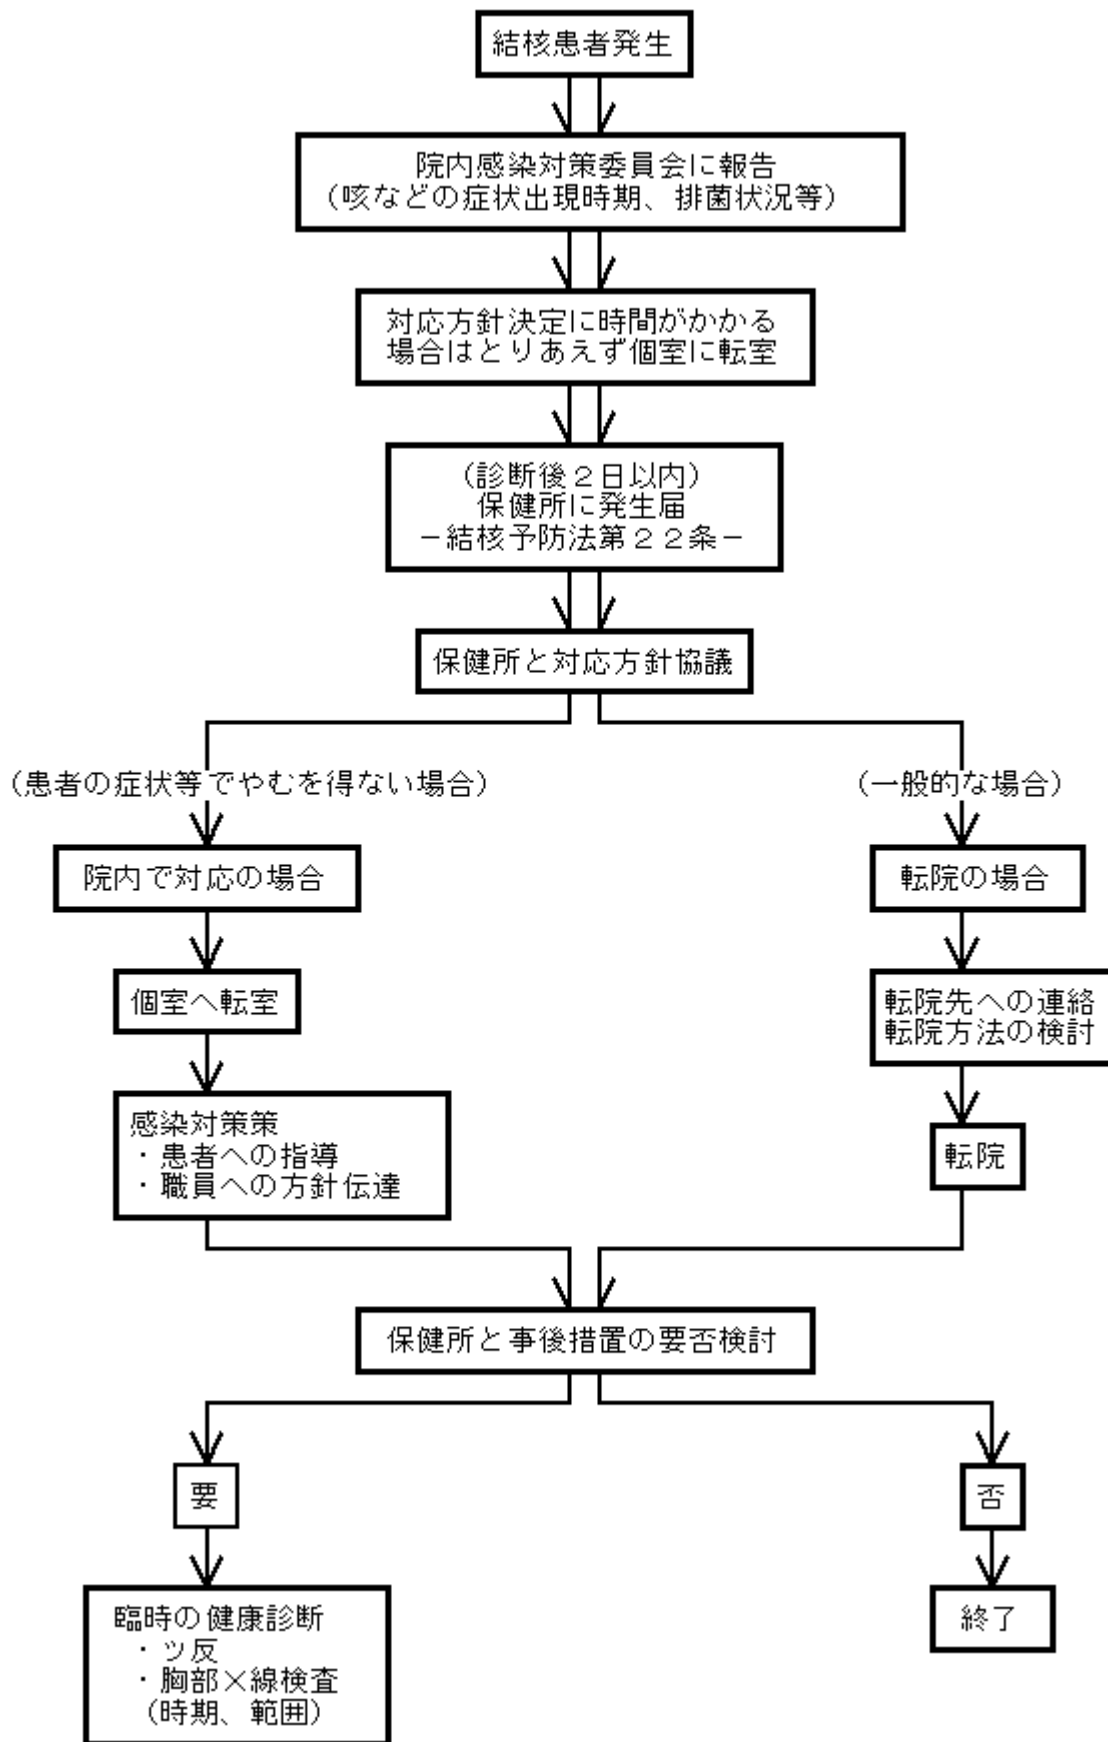 結核患者発生
院内感染対策委員会に報告
(咳などの症状出現時期、排菌状況等)
対応方針決定に時間がかかる
場合はとりあえず個室に転室
(診断後２日以内)
保健所に発生届
－結核予防法第２２条－
保健所と対応方針協議
(患者の症状等でやむを得ない場合)
(一般的な場合)
院内で対応の場合
転院の場合
個室へ転室
転院先への連絡
転院方法の検討
感染対策策
・患者への指導
・職員への方針伝達
転院
保健所と事後措置の要否検討
要
否
臨時の健康診断
・ツ反
・胸部×線検査
(時期、範囲)
終了